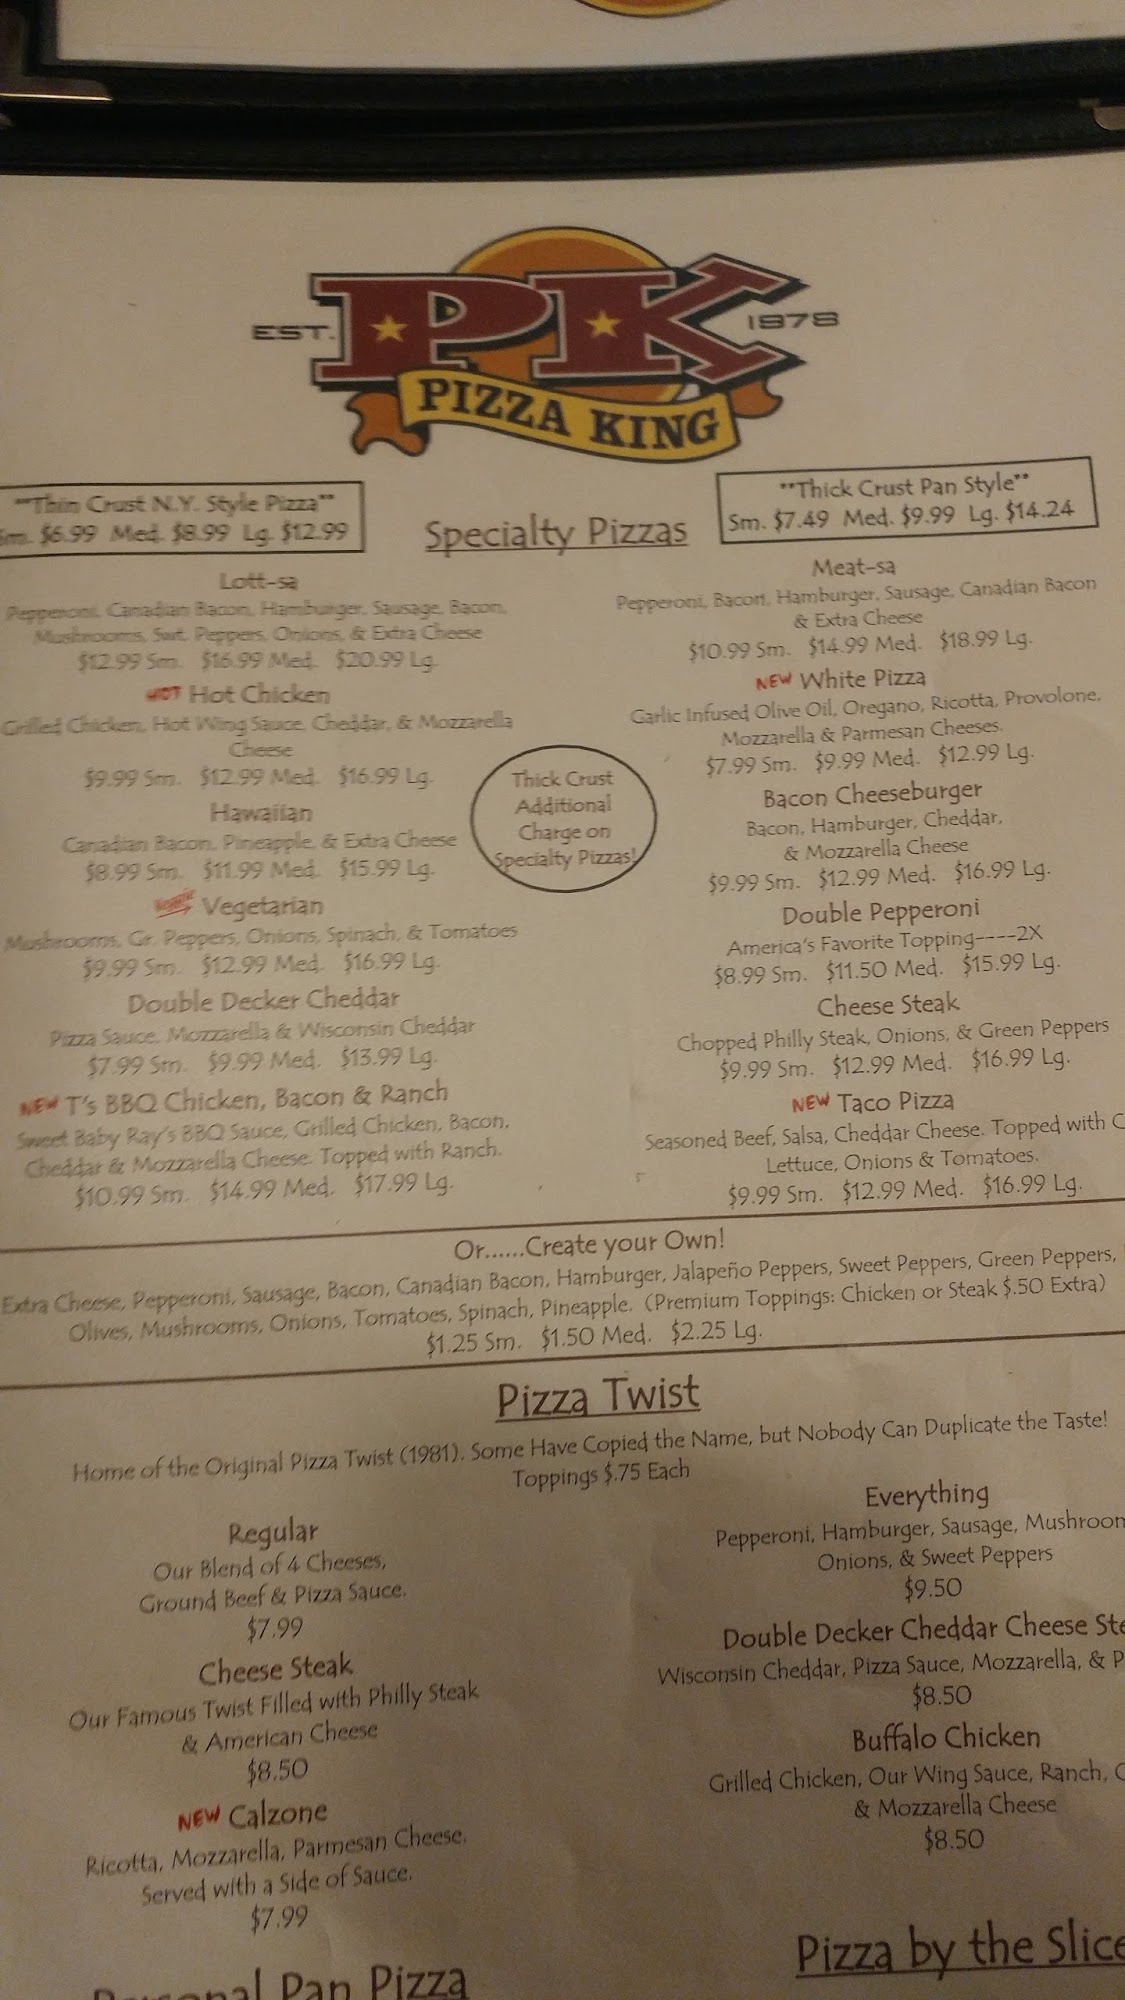 EST. PK 1978
PIZZA KING
**Thin Crust N.Y. Style Pizza**
Sm. $6.99 Med. $8.99 Lg. $12.99
**Thick Crust Pan Style**
Sm. $7.49 Med. $9.99 Lg. $14.24
Specialty Pizzas
Lott-sa
Pepperoni, Canadian Bacon, Hamburger, Sausage, Bacon,
Mushrooms, Swt. Peppers, Onions, & Extra Cheese
$12.99 Sm. $16.99 Med. $20.99 Lg.
HOT Hot Chicken
Grilled Chicken, Hot Wing Sauce, Cheddar, & Mozzarella
Cheese
$9.99 Sm. $12.99 Med. $16.99 Lg.
Hawaiian
Canadian Bacon, Pineapple, & Extra Cheese
$8.99 Sm. $11.99 Med. $15.99 Lg.
Vegetarian
Mushrooms, Gr. Peppers, Onions, Spinach, & Tomatoes
$9.99 Sm. $12.99 Med. $16.99 Lg.
Double Decker Cheddar
Pizza Sauce, Mozzarella & Wisconsin Cheddar
$7.99 Sm. $9.99 Med. $13.99 Lg.
NEW T's BBQ Chicken, Bacon & Ranch
Sweet Baby Ray's BBQ Sauce, Grilled Chicken, Bacon,
Cheddar & Mozzarella Cheese. Topped with Ranch.
$10.99 Sm. $14.99 Med. $17.99 Lg.
Thick Crust
Additional
Charge on
Specialty Pizzas!
Meat-sa
Pepperoni, Bacon, Hamburger, Sausage, Canadian Bacon
& Extra Cheese
$10.99 Sm. $14.99 Med. $18.99 Lg.
NEW White Pizza
Garlic Infused Olive Oil, Oregano, Ricotta, Provolone,
Mozzarella & Parmesan Cheeses.
$7.99 Sm. $9.99 Med. $12.99 Lg.
Bacon Cheeseburger
Bacon, Hamburger, Cheddar,
& Mozzarella Cheese
$9.99 Sm. $12.99 Med. $16.99 Lg.
Double Pepperoni
America's Favorite Topping----2X
$8.99 Sm. $11.50 Med. $15.99 Lg.
Cheese Steak
Chopped Philly Steak, Onions, & Green Peppers
$9.99 Sm. $12.99 Med. $16.99 Lg.
NEW Taco Pizza
Seasoned Beef, Salsa, Cheddar Cheese. Topped with
Lettuce, Onions & Tomatoes.
$9.99 Sm. $12.99 Med. $16.99 Lg.
Or......Create your Own!
Extra Cheese, Pepperoni, Sausage, Bacon, Canadian Bacon, Hamburger, Jalapeño Peppers, Sweet Peppers, Green Peppers,
Olives, Mushrooms, Onions, Tomatoes, Spinach, Pineapple. (Premium Toppings: Chicken or Steak $.50 Extra)
$1.25 Sm. $1.50 Med. $2.25 Lg.
Pizza Twist
Home of the Original Pizza Twist (1981). Some Have Copied the Name, but Nobody Can Duplicate the Taste!
Toppings $.75 Each
Regular
Our Blend of 4 Cheeses,
Ground Beef & Pizza Sauce.
$7.99
Cheese Steak
Our Famous Twist Filled with Philly Steak
& American Cheese
$8.50
NEW Calzone
Ricotta, Mozzarella, Parmesan Cheese.
Served with a Side of Sauce.
$7.99
Everything
Pepperoni, Hamburger, Sausage, Mushroom
Onions, & Sweet Peppers
$9.50
Double Decker Cheddar Cheese
Wisconsin Cheddar, Pizza Sauce, Mozzarella, &
$8.50
Buffalo Chicken
Grilled Chicken, Our Wing Sauce, Ranch,
& Mozzarella Cheese
$8.50
Personal Pan Pizza
Pizza by the Slice